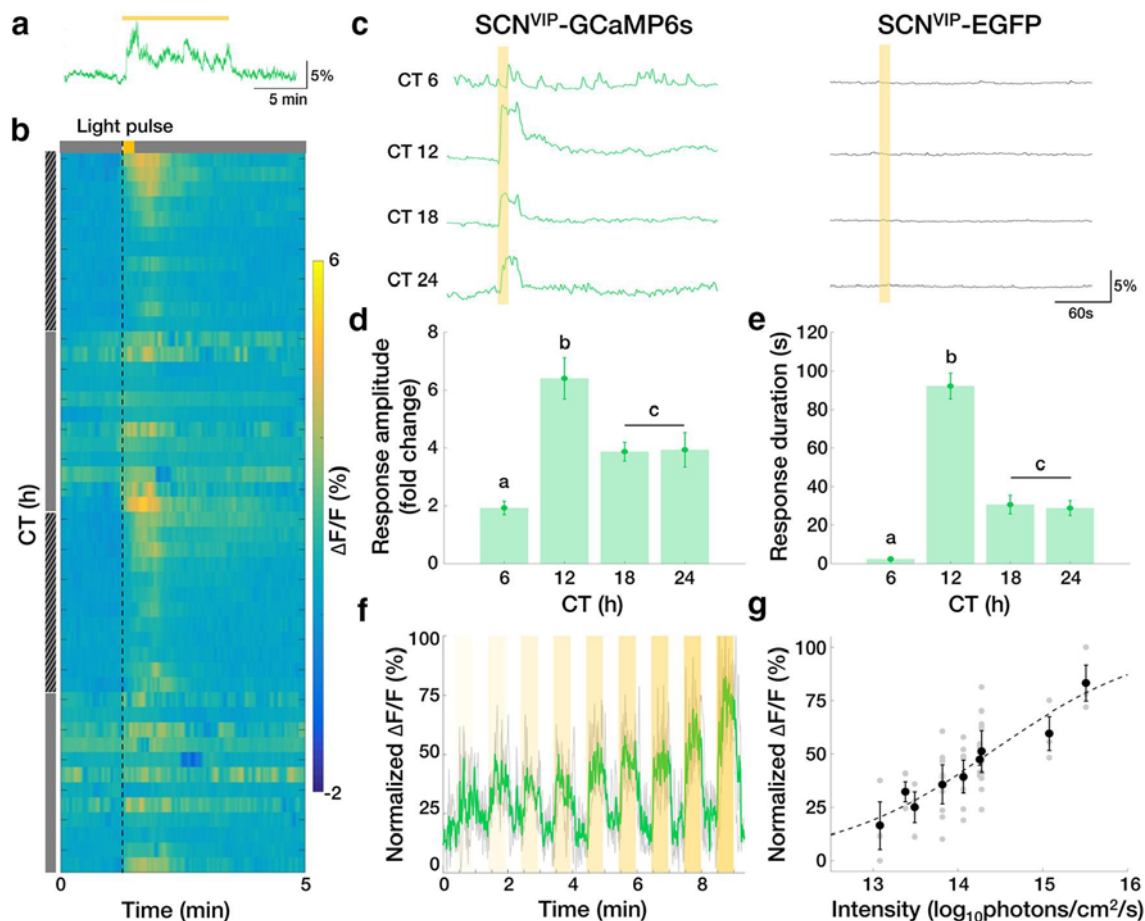 a
5%
5 min
b
Light pulse
CT (h)
0
5
Time (min)
6
-2
ΔF/F (%)
c
SCNVIP-GCaMP6s
SCNVIP-EGFP
CT 6
CT 12
CT 18
CT 24
5%
60s
d
Response amplitude
(fold change)
8
6
4
2
0
a
b
c
6
12
18
24
CT (h)
e
Response duration (s)
120
100
80
60
40
20
0
a
b
c
6
12
18
24
CT (h)
f
Normalized ΔF/F (%)
100
75
50
25
0
0
2
4
6
8
Time (min)
g
Normalized ΔF/F (%)
100
75
50
25
0
13
14
15
16
Intensity (log10photons/cm2/s)